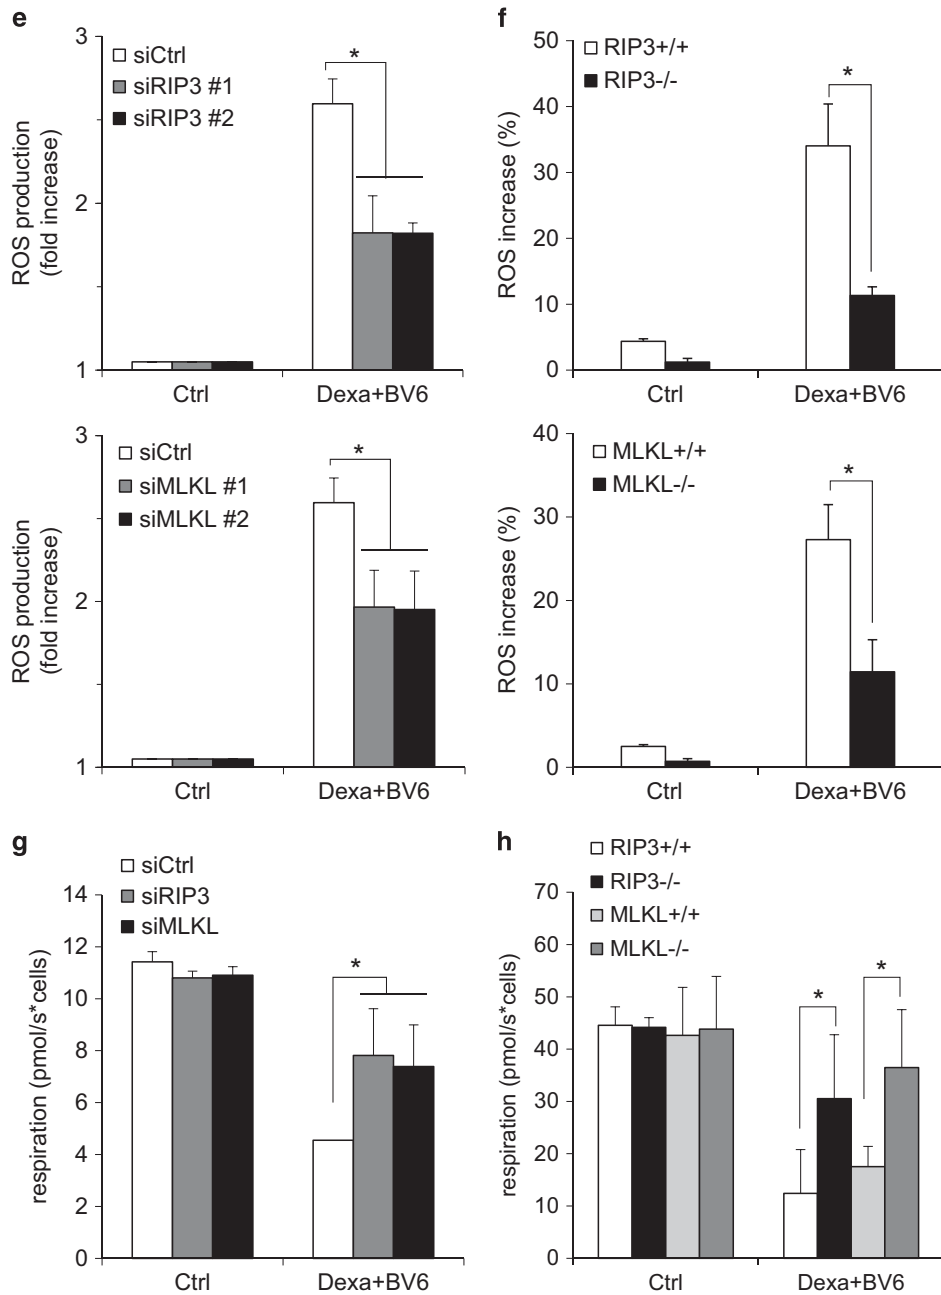 e
ROS production
(fold increase)
3
2
1
siCtrl
siRIP3 #1
siRIP3 #2
*
Ctrl
Dexa+BV6
f
ROS increase (%)
50
40
30
20
10
0
RIP3+/+
RIP3-/-
*
Ctrl
Dexa+BV6
ROS production
(fold increase)
3
2
1
siCtrl
siMLKL #1
siMLKL #2
*
Ctrl
Dexa+BV6
ROS increase (%)
40
30
20
10
0
MLKL+/+
MLKL-/-
*
Ctrl
Dexa+BV6
g
respiration (pmol/s*cells)
14
12
10
8
6
4
2
0
siCtrl
siRIP3
siMLKL
*
Ctrl
Dexa+BV6
h
respiration (pmol/s*cells)
70
60
50
40
30
20
10
0
RIP3+/+
RIP3-/-
MLKL+/+
MLKL-/-
*
*
Ctrl
Dexa+BV6